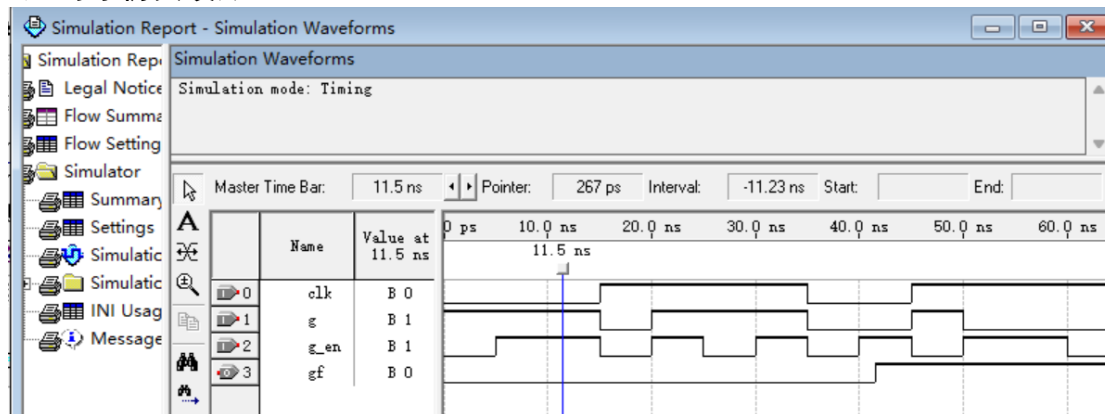 Simulation Report - Simulation Waveforms
Simulation Rep
Simulation Waveforms
Legal Notice
Simulation mode: Timing
Flow Summa
Flow Setting
Simulator
Master Time Bar: 11.5 ns Pointer: 267 ps Interval: -11.23 ns Start: End:
Summary
Settings
Simulatic
Simulatic
INI Usag
Message
A
Name
Value at
11.5 ns
0 ps 10.0 ns 20.0 ns 30.0 ns 40.0 ns 50.0 ns 60.0 ns
11.5 ns
0 clk B 0
1 g B 1
2 g_en B 1
3 gf B 0